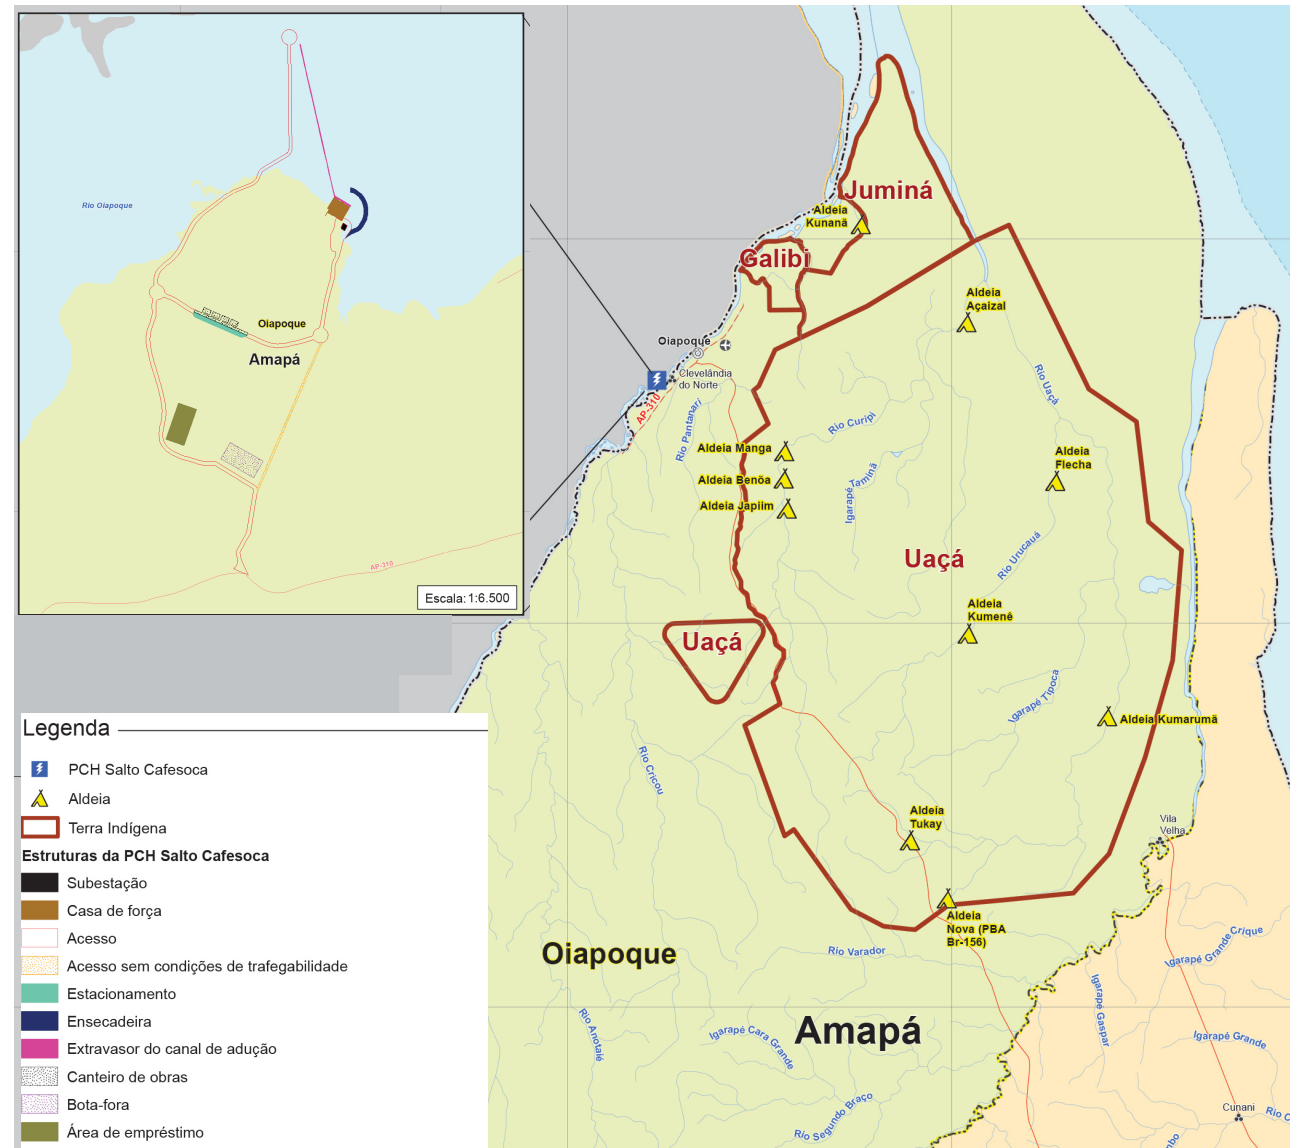 Rio Oiapoque
Oiapoque
Amapá
AP-310
Escala: 1:6.500
Juminá
Aldeia
Kunanã
Galibi
Aldeia
Açaizal
Oiapoque
Clevelândia
do Norte
AP-310
Rio Pantanari
Rio Uaçá
Rio Curipi
Aldeia Manga
Aldeia Benõa
Aldeia Japiim
Igarapé Taminã
Aldeia
Flecha
Uaçá
Rio Urucauá
Aldeia
Kumenê
Uaçá
Igarapé Tipoca
Aldeia Kumarumã
Rio Cricou
Aldeia
Tukay
Vila
Velha
Aldeia
Nova (PBA
Br-156)
Oiapoque
Rio Varador
Igarapé Grande Crique
Igarapé Gaspar
Rio Anotaié
Igarapé Cara Grande
Amapá
Igarapé Grande
Rio Segundo Braço
Cunani
Legenda
PCH Salto Cafesoca
Aldeia
Terra Indígena
Estruturas da PCH Salto Cafesoca
Subestação
Casa de força
Acesso
Acesso sem condições de trafegabilidade
Estacionamento
Ensecadeira
Extravasor do canal de adução
Canteiro de obras
Bota-fora
Área de empréstimo